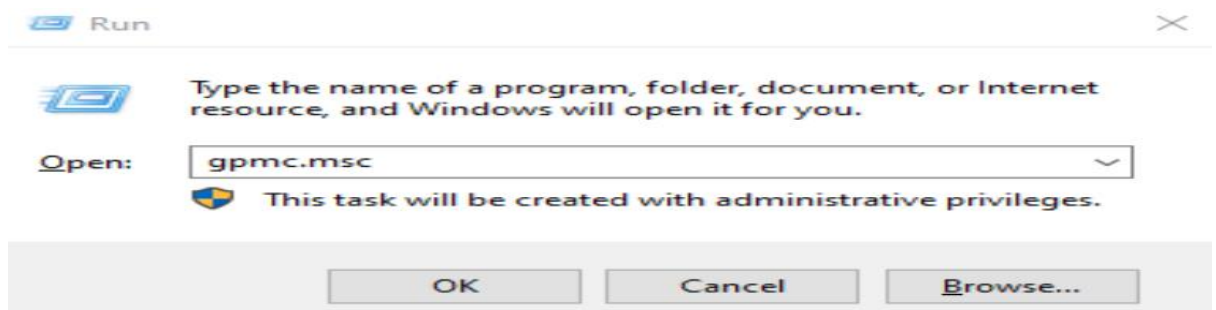 Run
Type the name of a program, folder, document, or Internet
resource, and Windows will open it for you.
Open: gpmc.msc
This task will be created with administrative privileges.
OK Cancel Browse...